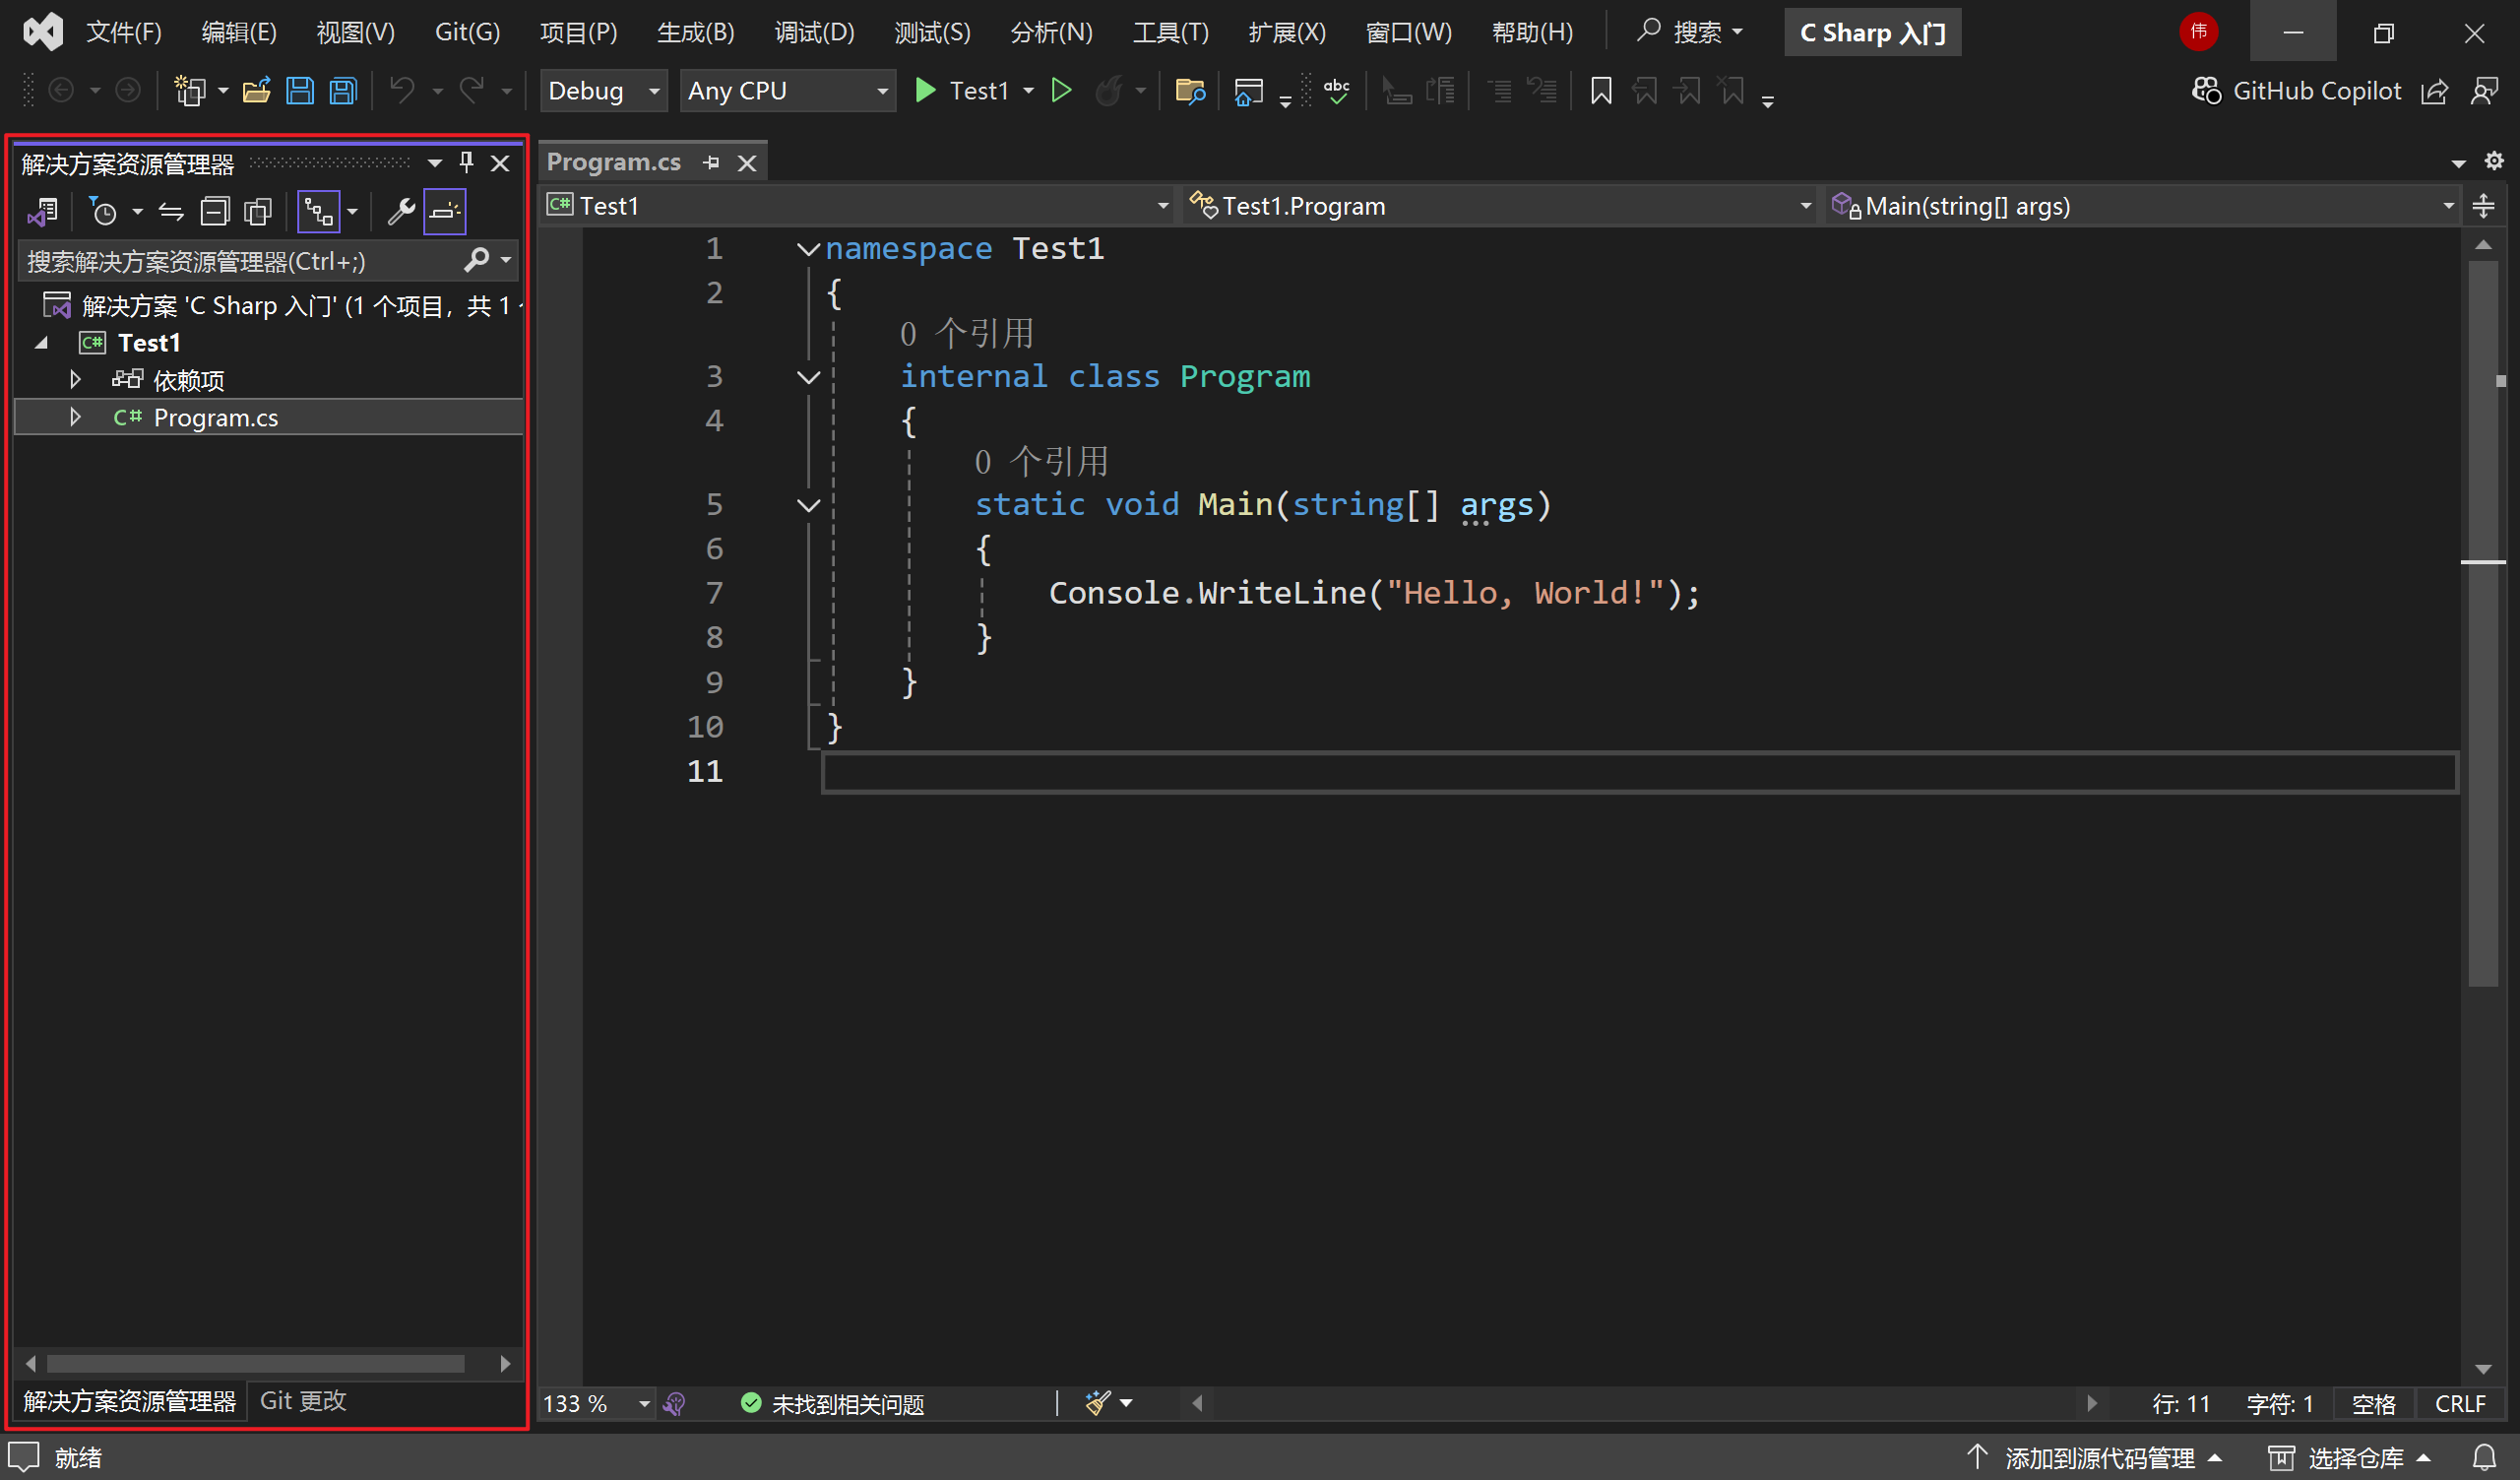 文件(F) 编辑(E) 视图(V) Git(G) 项目(P) 生成(B) 调试(D) 测试(S) 分析(N) 工具(T) 扩展(X) 窗口(W) 帮助(H) 搜索 C Sharp 入门 伟
Debug Any CPU Test1 abc GitHub Copilot
解决方案资源管理器
搜索解决方案资源管理器(Ctrl+;)
解决方案 'C Sharp 入门' (1 个项目，共 1
C# Test1
依赖项
C# Program.cs
解决方案资源管理器 Git 更改
Program.cs
C# Test1 Test1.Program Main(string[] args)
1 namespace Test1
2 {
0 个引用
3 internal class Program
4 {
0 个引用
5 static void Main(string[] args)
6 {
7 Console.WriteLine("Hello, World!");
8 }
9 }
10 }
11
133 % 未找到相关问题 行: 11 字符: 1 空格 CRLF
就绪 添加到源代码管理 选择仓库